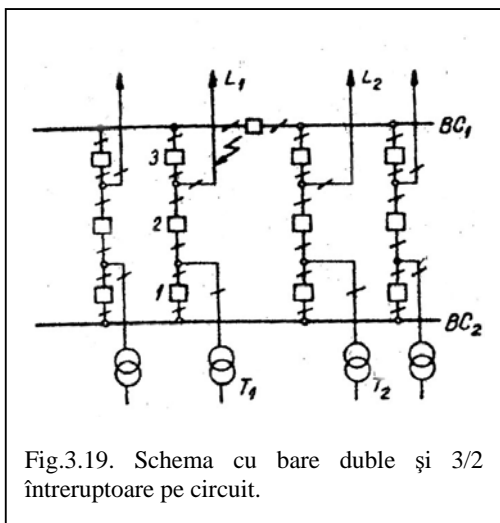 L₁
L₂
BC₁
3
2
1
BC₂
T₁
T₂
Fig.3.19. Schema cu bare duble şi 3/2
întreruptoare pe circuit.